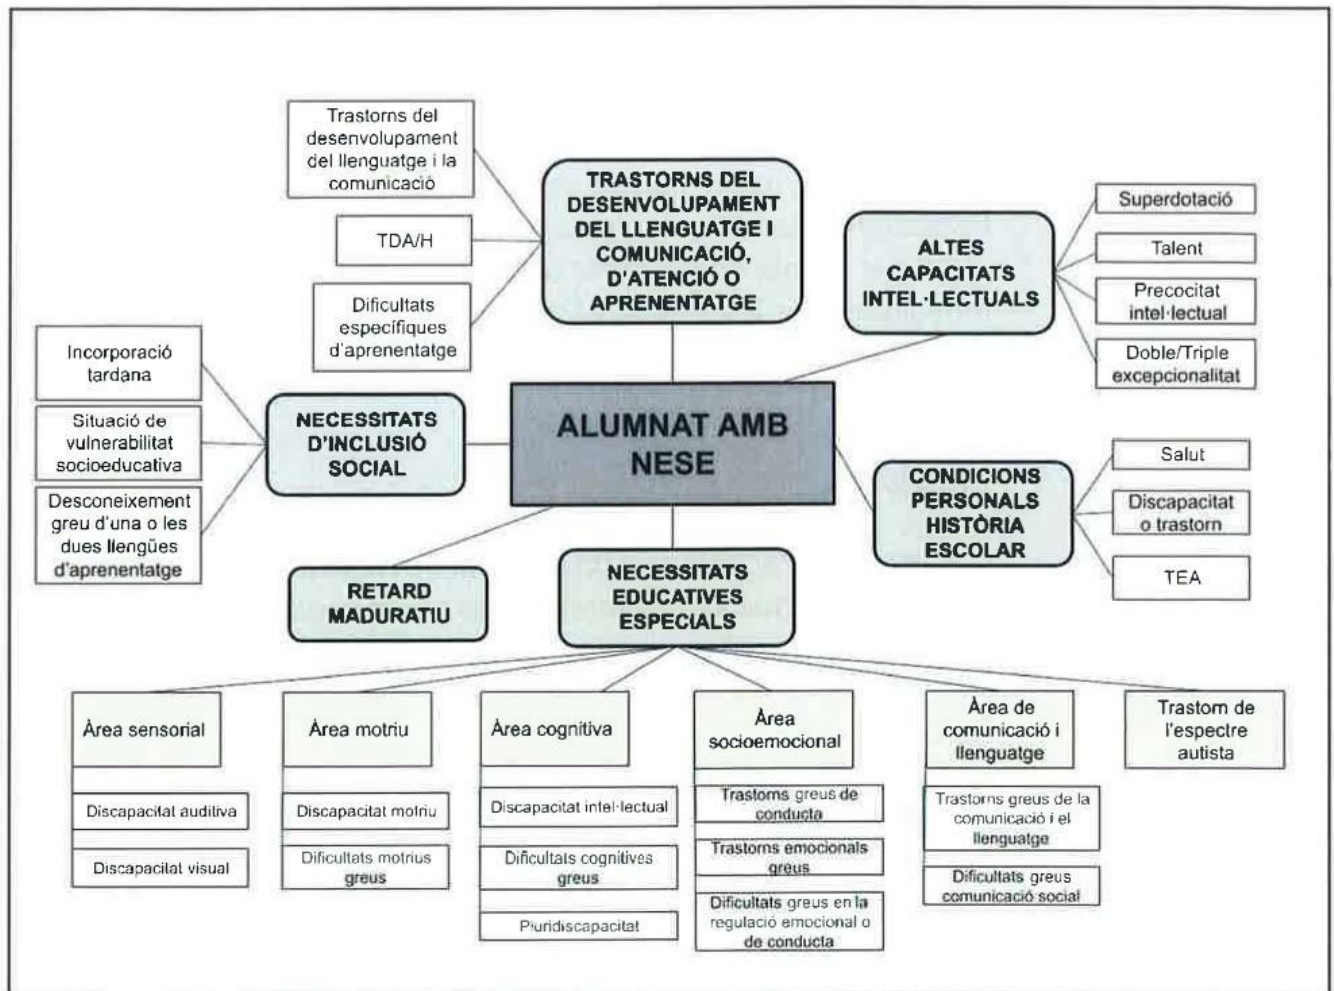 Trastorns del
desenvolupament
del llenguatge i la
comunicació
TDA/H
Dificultats
específiques
d'aprenentatge
TRASTORNS DEL
DESENVOLUPAMENT
DEL LLENGUATGE I
COMUNICACIÓ,
D'ATENCIÓ O
APRENENTATGE
ALTES
CAPACITATS
INTEL·LECTUALS
Superdotació
Talent
Precocitat
intel·lectual
Doble/Triple
excepcionalitat
Incorporació
tardana
Situació de
vulnerabilitat
socioeducativa
Desconeixement
greu d'una o les
dues llengües
d'aprenentatge
NECESSITATS
D'INCLUSIÓ
SOCIAL
ALUMNAT AMB
NESE
CONDICIONS
PERSONALS
HISTÒRIA
ESCOLAR
Salut
Discapacitat
o trastorn
TEA
RETARD
MADURATIU
NECESSITATS
EDUCATIVES
ESPECIALS
Àrea sensorial
Discapacitat auditiva
Discapacitat visual
Àrea motriu
Discapacitat motriu
Dificultats motrius
greus
Àrea cognitiva
Discapacitat intel·lectual
Dificultats cognitives
greus
Pluridiscapacitat
Àrea
socioemocional
Trastorns greus de
conducta
Trastorns emocionals
greus
Dificultats greus en la
regulació emocional o
de conducta
Àrea de
comunicació i
llenguatge
Trastorns greus de la
comunicació i el
llenguatge
Dificultats greus
comunicació social
Trastorn de
l'espectre
autista